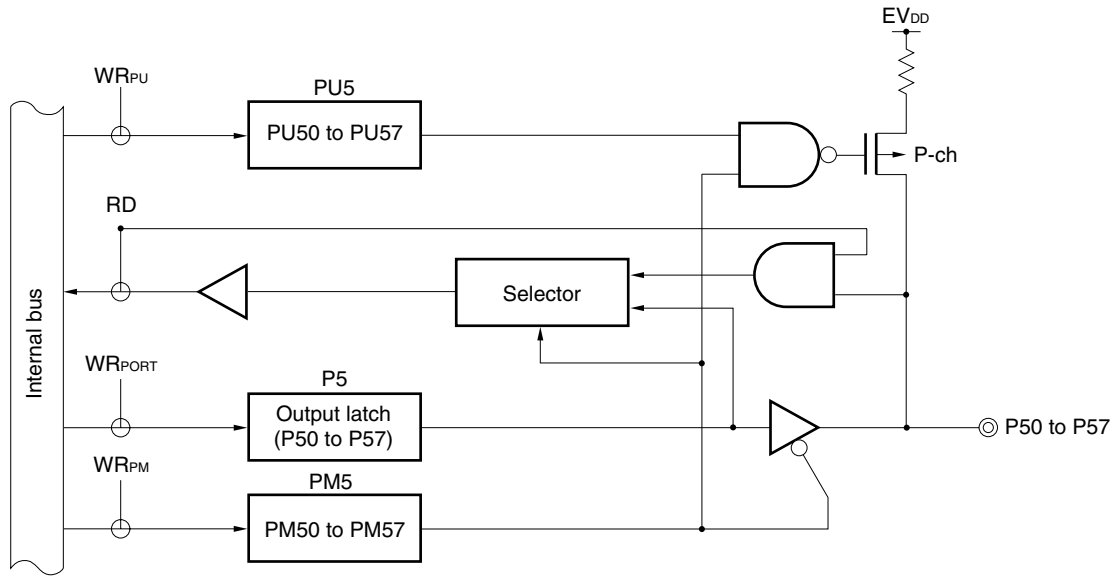 EVDD
WRPU
PU5
PU50 to PU57
P-ch
RD
Selector
Internal bus
WRPORT
P5
Output latch
(P50 to P57)
P50 to P57
WRPM
PM5
PM50 to PM57